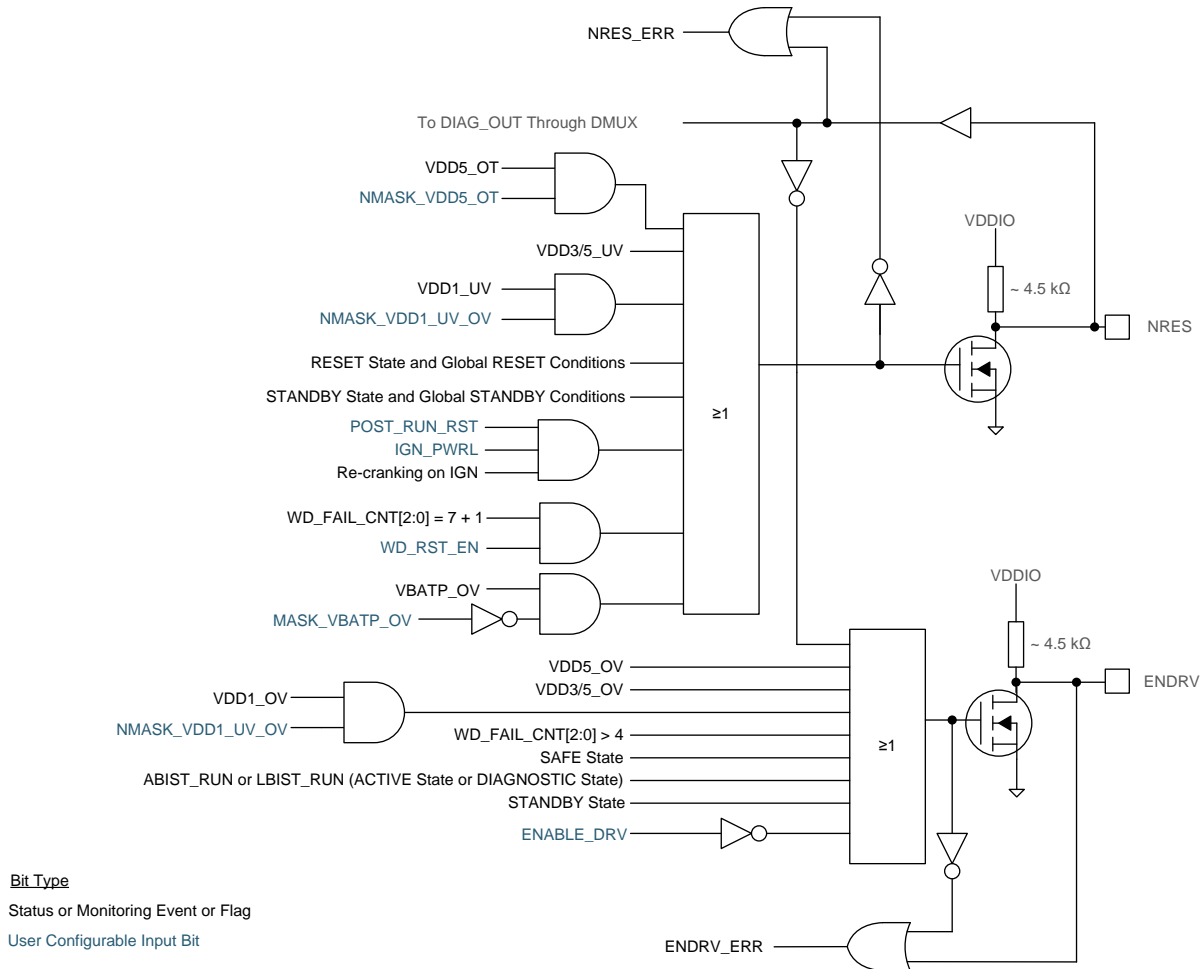 NRES_ERR
To DIAG_OUT Through DMUX
VDD5_OT
NMASK_VDD5_OT
VDDIO
VDD3/5_UV
VDD1_UV
~ 4.5 kΩ
NMASK_VDD1_UV_OV
NRES
RESET State and Global RESET Conditions
STANDBY State and Global STANDBY Conditions
≥1
POST_RUN_RST
IGN_PWRL
Re-cranking on IGN
WD_FAIL_CNT[2:0] = 7 + 1
WD_RST_EN
VDDIO
VBATP_OV
MASK_VBATP_OV
~ 4.5 kΩ
VDD5_OV
ENDRV
VDD3/5_OV
VDD1_OV
NMASK_VDD1_UV_OV
WD_FAIL_CNT[2:0] > 4
≥1
SAFE State
ABIST_RUN or LBIST_RUN (ACTIVE State or DIAGNOSTIC State)
STANDBY State
ENABLE_DRV
Bit Type
Status or Monitoring Event or Flag
User Configurable Input Bit
ENDRV_ERR